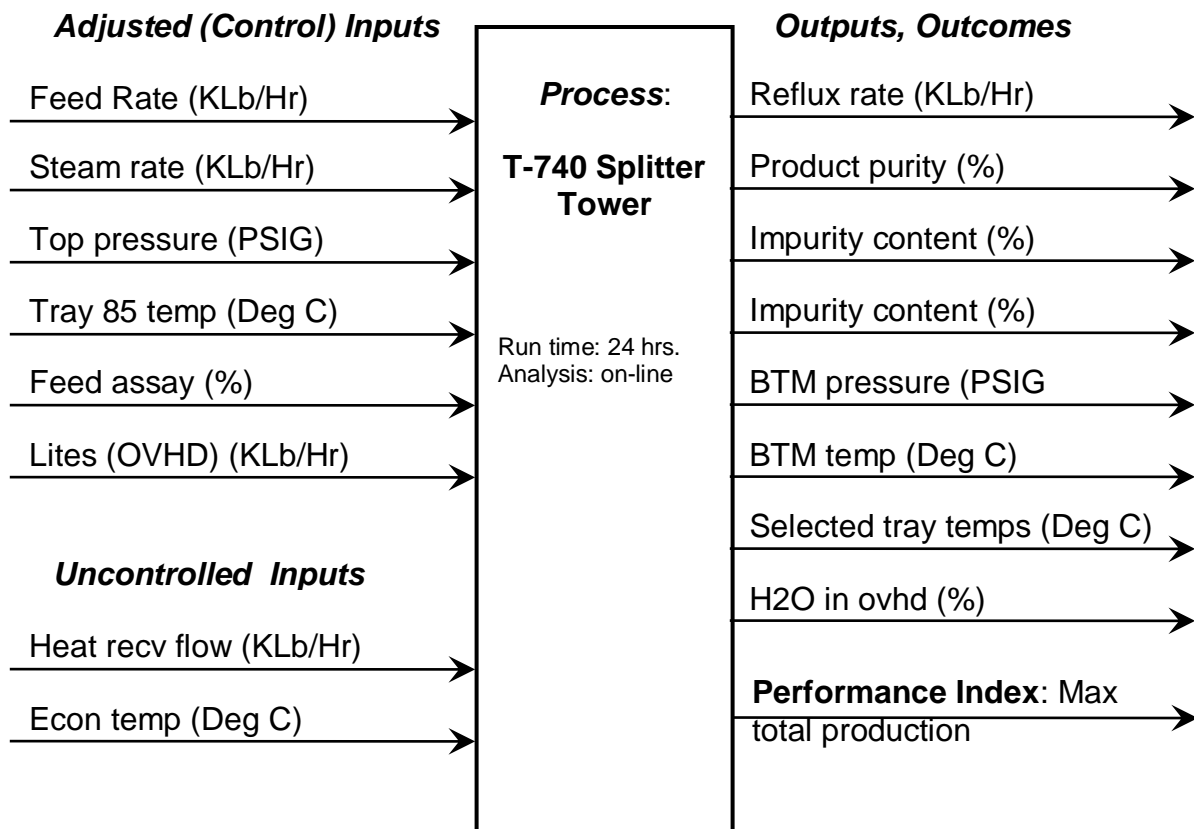 Adjusted (Control) Inputs
Feed Rate (KLb/Hr)
Steam rate (KLb/Hr)
Top pressure (PSIG)
Tray 85 temp (Deg C)
Feed assay (%)
Lites (OVHD) (KLb/Hr)
Uncontrolled Inputs
Heat recv flow (KLb/Hr)
Econ temp (Deg C)
Process:
T-740 Splitter
Tower
Run time: 24 hrs.
Analysis: on-line
Outputs, Outcomes
Reflux rate (KLb/Hr)
Product purity (%)
Impurity content (%)
Impurity content (%)
BTM pressure (PSIG
BTM temp (Deg C)
Selected tray temps (Deg C)
H2O in ovhd (%)
Performance Index: Max
total production